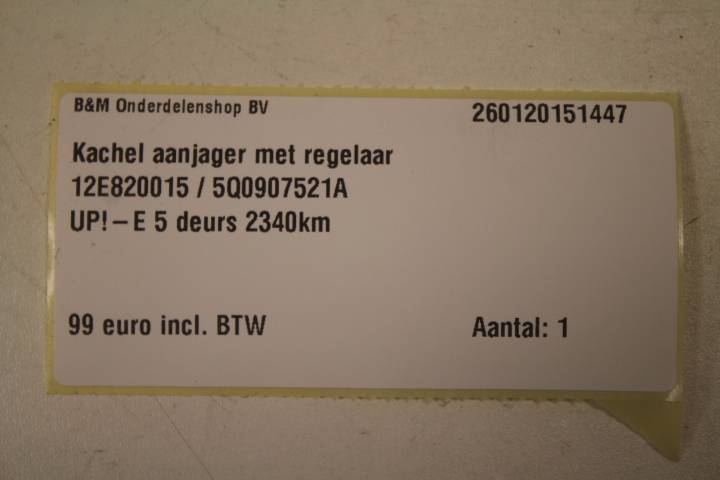 B&M Onderdelenshop BV
260120151447
Kachel aanjager met regelaar
12E820015 / 5Q0907521A
UP! – E 5 deurs 2340km
99 euro incl. BTW
Aantal: 1